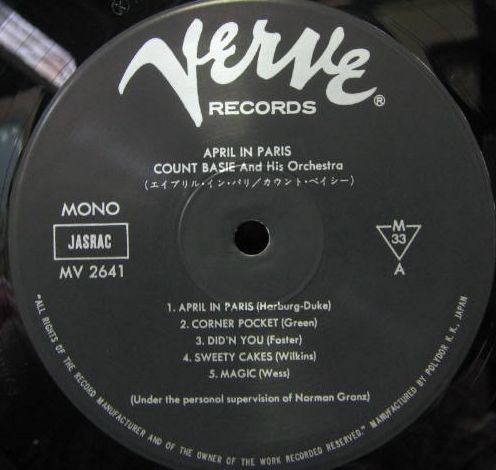 Verve
RECORDS ®
APRIL IN PARIS
COUNT BASIE And His Orchestra
(エイプリル・イン・パリ/カウント・ベイシー)
MONO
JASRAC
MV 2641
M
33
A
1. APRIL IN PARIS (Harburg-Duke)
2. CORNER POCKET (Green)
3. DID'N YOU (Foster)
4. SWEETY CAKES (Wilkins)
5. MAGIC (Wess)
(Under the personal supervision of Norman Granz)
"ALL RIGHTS OF THE RECORD MANUFACTURER AND OF THE OWNER OF THE WORK RECORDED RESERVED." MANUFACTURED BY POLYDOR K. K., JAPAN